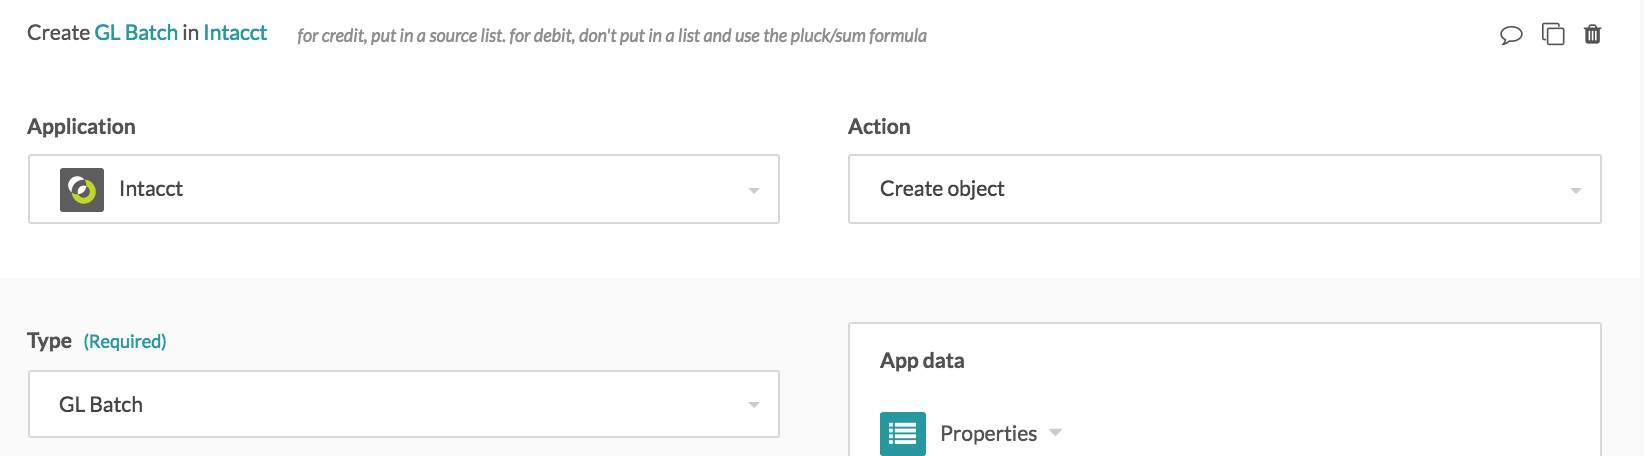 Create GL Batch in Intacct for credit, put in a source list. for debit, don't put in a list and use the pluck/sum formula
Application
Intacct
Action
Create object
Type (Required)
GL Batch
App data
Properties